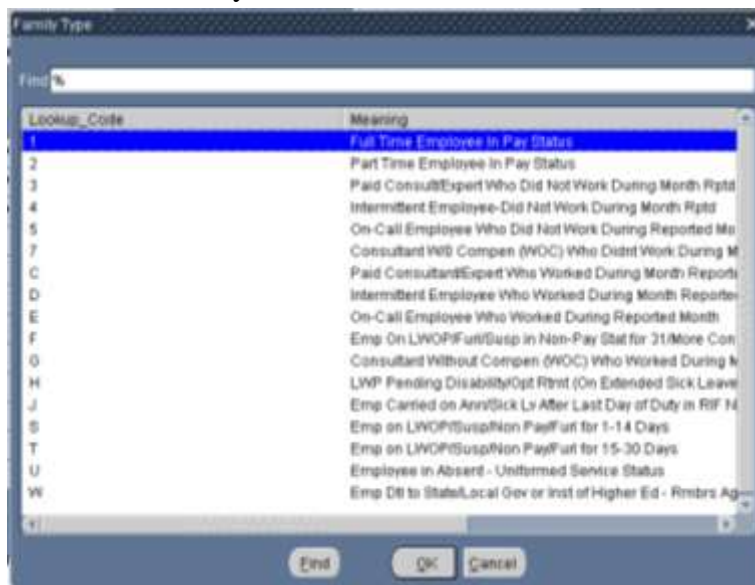 Family Type
Find %
Lookup_Code Meaning
1 Full Time Employee In Pay Status
2 Part Time Employee In Pay Status
3 Paid Consult/Expert Who Did Not Work During Month Rptd
4 Intermittent Employee-Did Not Work During Month Rptd
5 On-Call Employee Who Did Not Work During Reported Mo
7 Consultant W/0 Compen (WOC) Who Didnt Work During M
C Paid Consultant/Expert Who Worked During Month Reporte
D Intermittent Employee Who Worked During Month Reporte
E On-Call Employee Who Worked During Reported Month
F Emp On LWOP/Furl/Susp in Non-Pay Stat for 31/More Con
G Consultant Without Compen (WOC) Who Worked During M
H LWP Pending Disability/Opt Rtmt (On Extended Sick Leave
J Emp Carried on Ann/Sick Lv After Last Day of Duty in RIF N
S Emp on LWOP/Susp/Non Pay/Furl for 1-14 Days
T Emp on LWOP/Susp/Non Pay/Furl for 15-30 Days
U Employee in Absent - Uniformed Service Status
W Emp Dtl to State/Local Gov or Inst of Higher Ed - Rmbrs Ag
Find OK Cancel